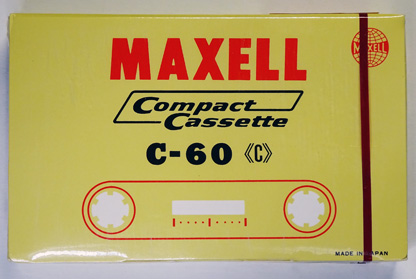 MAXELL
MAXELL
Compact
Cassette
C-60 《C》
MADE IN JAPAN